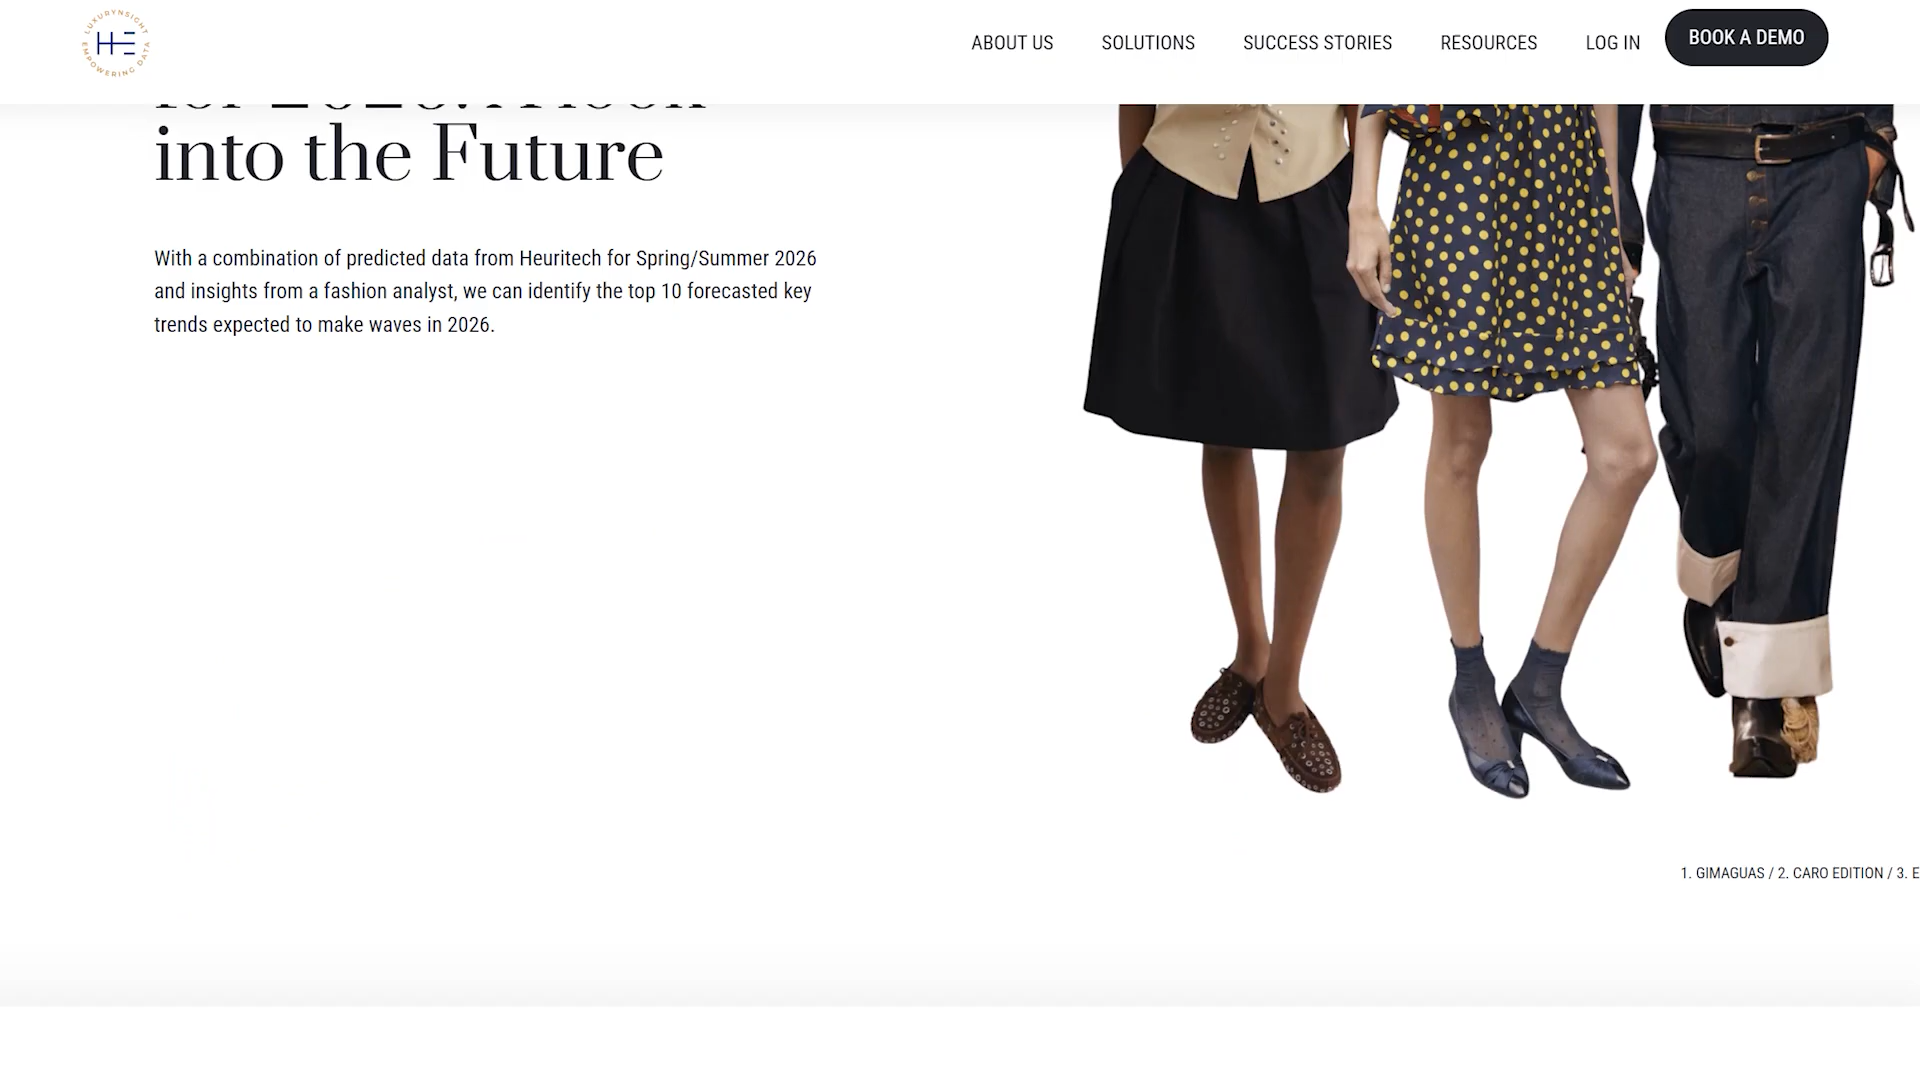 LUXURYNSIGHT
EMPOWERING DATA
HE
ABOUT US
SOLUTIONS
SUCCESS STORIES
RESOURCES
LOG IN
BOOK A DEMO
into the Future
With a combination of predicted data from Heuritech for Spring/Summer 2026
and insights from a fashion analyst, we can identify the top 10 forecasted key
trends expected to make waves in 2026.
1. GIMAGUAS / 2. CARO EDITION / 3. E